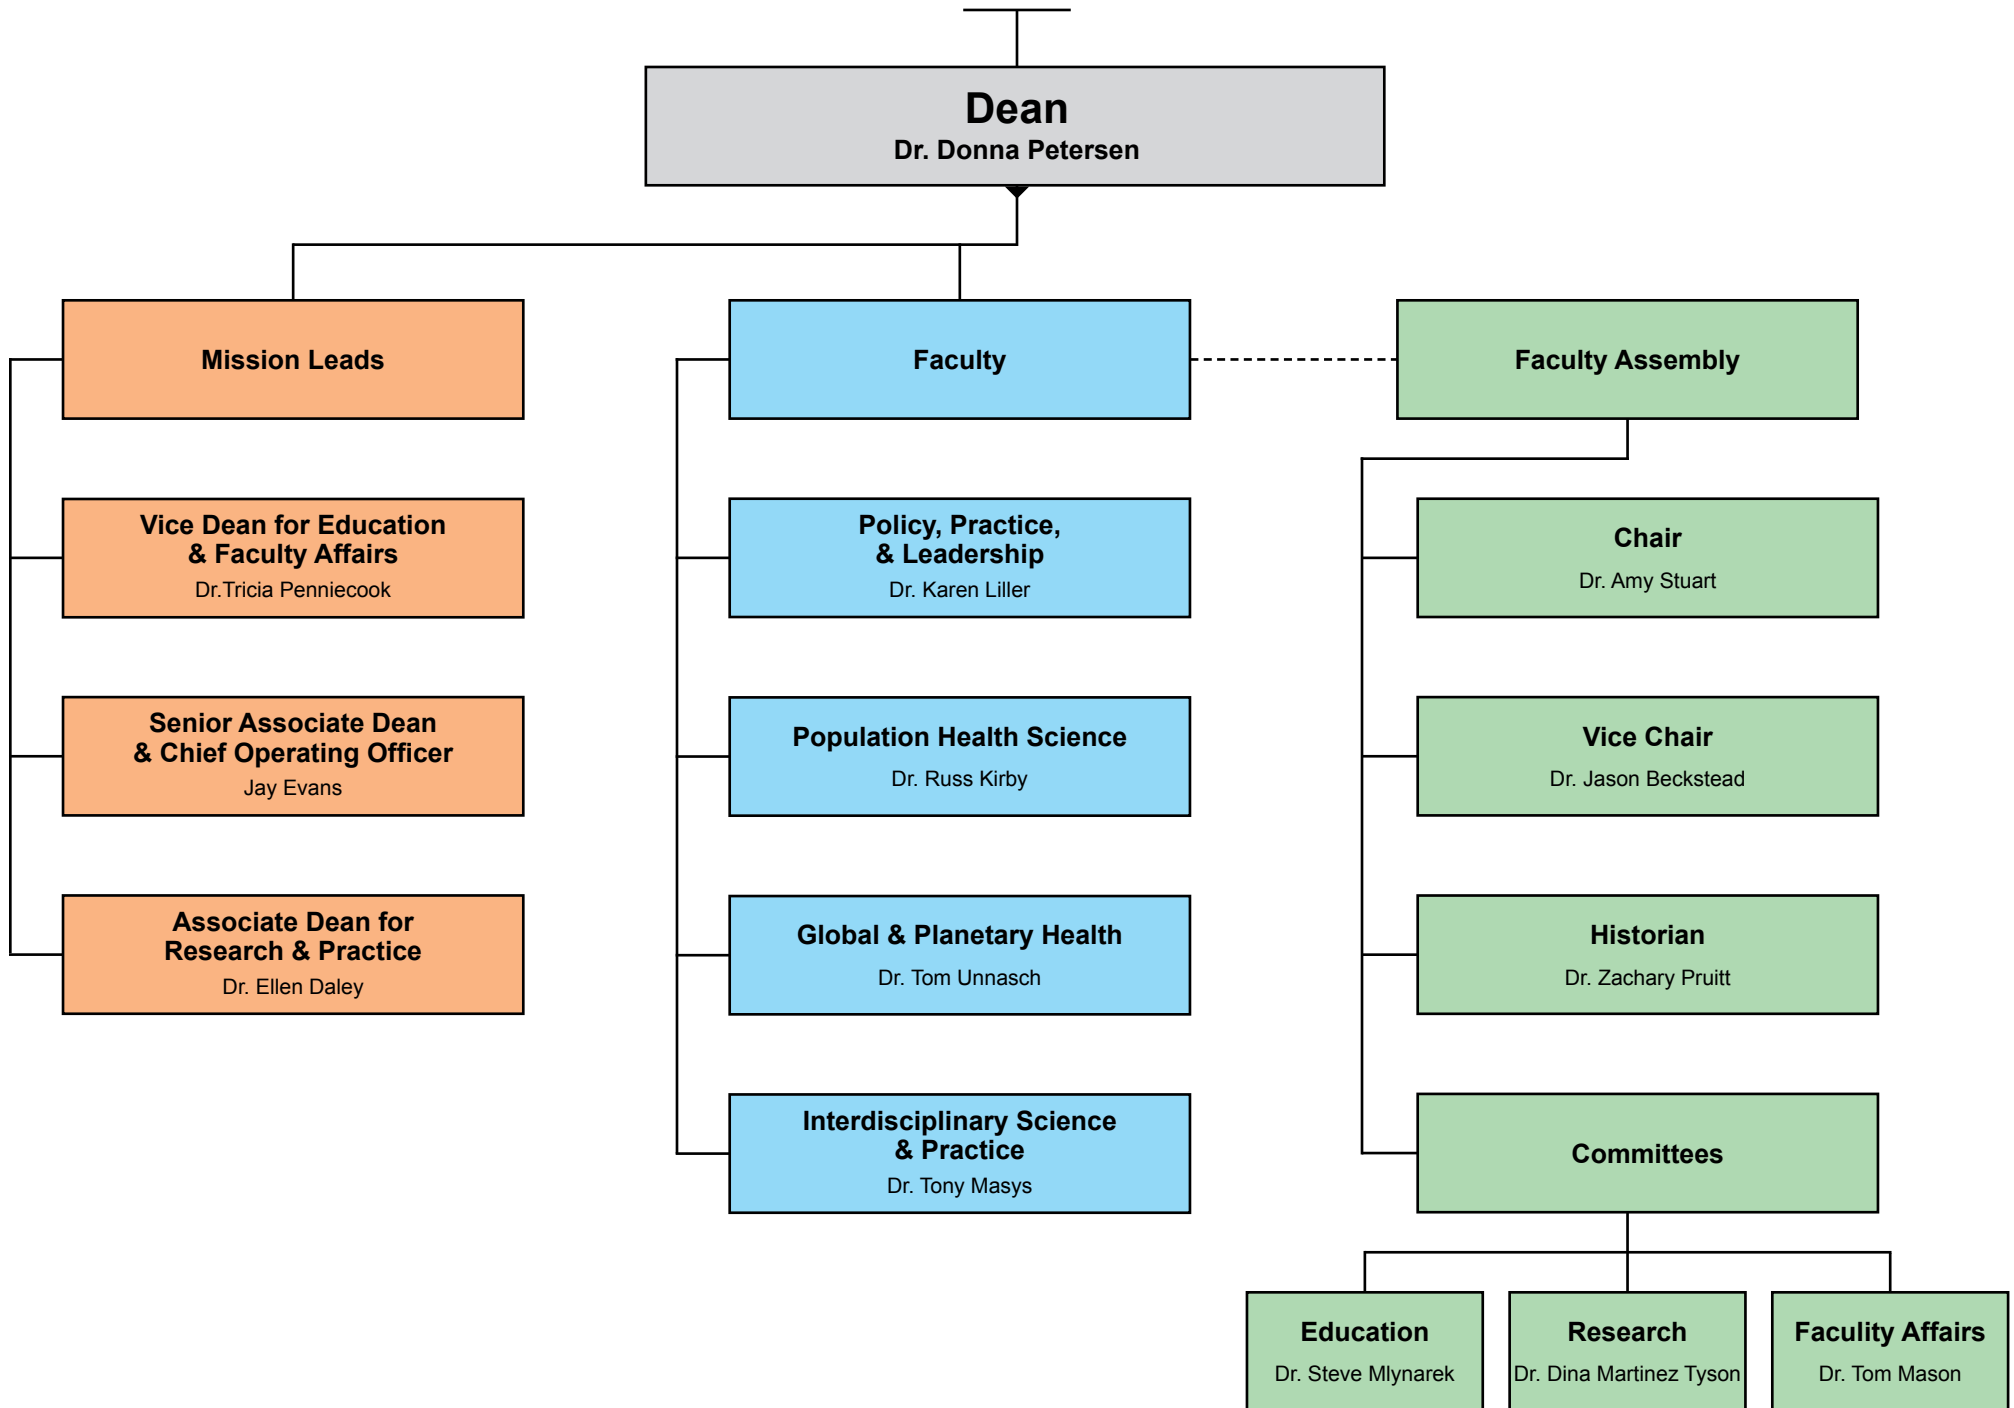 Dean
Dr. Donna Petersen
Mission Leads
Vice Dean for Education
& Faculty Affairs
Dr.Tricia Penniecook
Senior Associate Dean
& Chief Operating Officer
Jay Evans
Associate Dean for
Research & Practice
Dr. Ellen Daley
Faculty
Policy, Practice,
& Leadership
Dr. Karen Liller
Population Health Science
Dr. Russ Kirby
Global & Planetary Health
Dr. Tom Unnasch
Interdisciplinary Science
& Practice
Dr. Tony Masys
Faculty Assembly
Chair
Dr. Amy Stuart
Vice Chair
Dr. Jason Beckstead
Historian
Dr. Zachary Pruitt
Committees
Education
Dr. Steve Mlynarek
Research
Dr. Dina Martinez Tyson
Faculity Affairs
Dr. Tom Mason